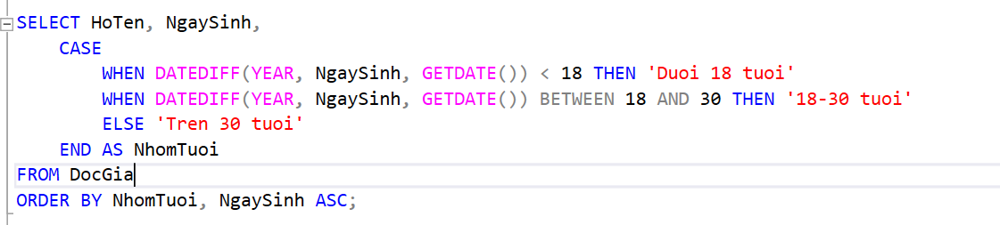 SELECT HoTen, NgaySinh,
    CASE
        WHEN DATEDIFF(YEAR, NgaySinh, GETDATE()) < 18 THEN 'Duoi 18 tuoi'
        WHEN DATEDIFF(YEAR, NgaySinh, GETDATE()) BETWEEN 18 AND 30 THEN '18-30 tuoi'
        ELSE 'Tren 30 tuoi'
    END AS NhomTuoi
FROM DocGia
ORDER BY NhomTuoi, NgaySinh ASC;